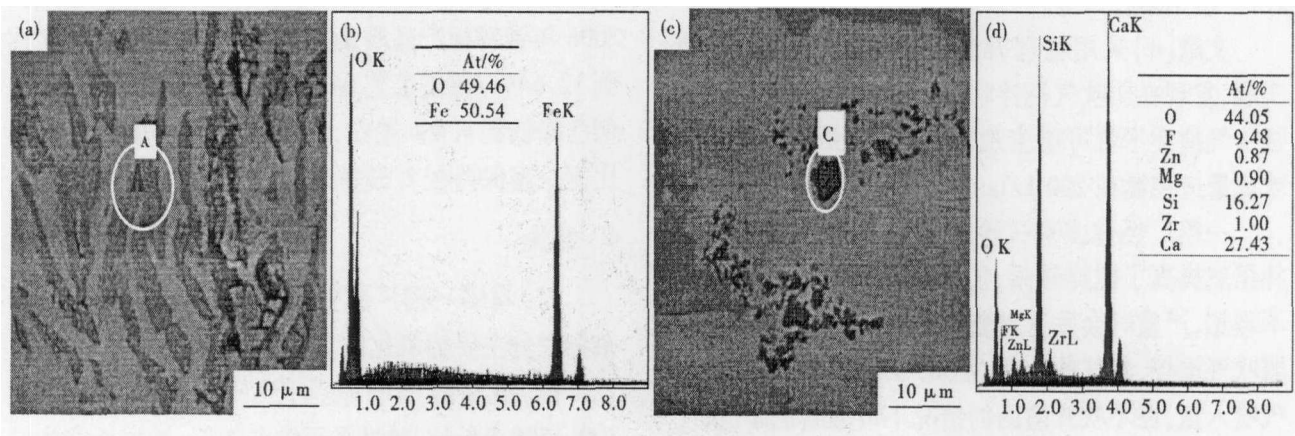 (a)
A
10 μm
(b)
O K
At/%
O 49.46
Fe 50.54
FeK
1.0 2.0 3.0 4.0 5.0 6.0 7.0 8.0
(c)
C
10 μm
(d)
CaK
SiK
At/%
O 44.05
F 9.48
Zn 0.87
Mg 0.90
Si 16.27
Zr 1.00
Ca 27.43
O K
MgK
FK
ZnL
ZrL
1.0 2.0 3.0 4.0 5.0 6.0 7.0 8.0